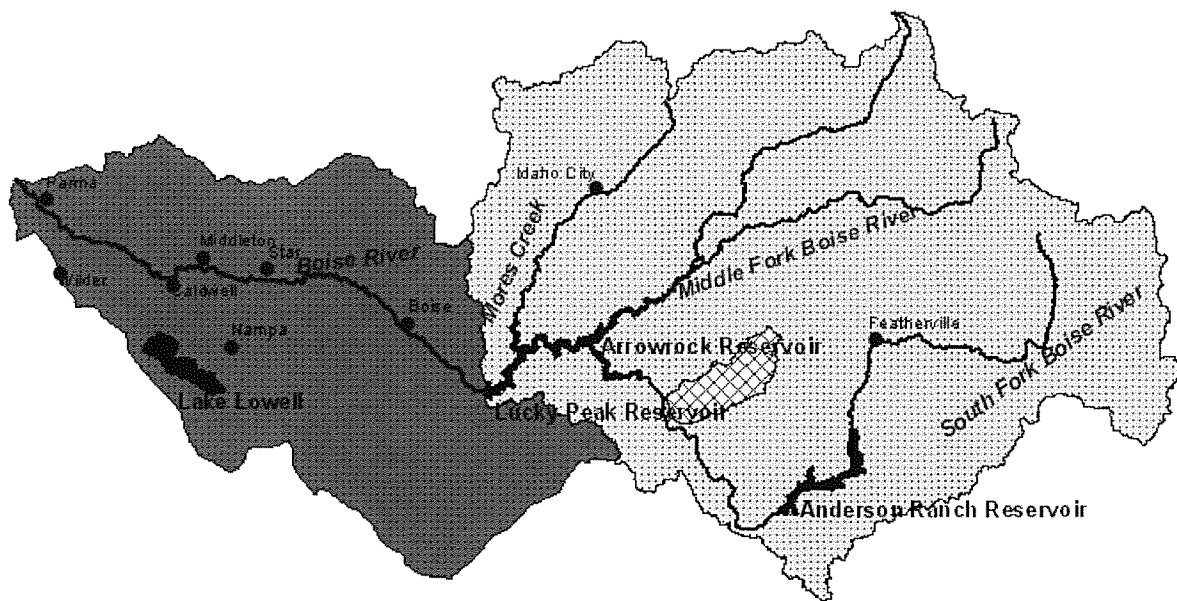 Parma
Idaho City
Middleton
Star
Boise River
Wilder
Caldwell
Mores Creek
Middle Fork Boise River
Boise
Nampa
Featherville
Arrowrock Reservoir
South Fork Boise River
Lake Lowell
Lucky Peak Reservoir
Anderson Ranch Reservoir